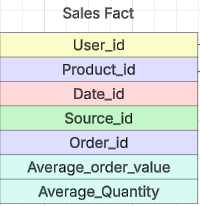 Sales Fact
User_id
Product_id
Date_id
Source_id
Order_id
Average_order_value
Average_Quantity